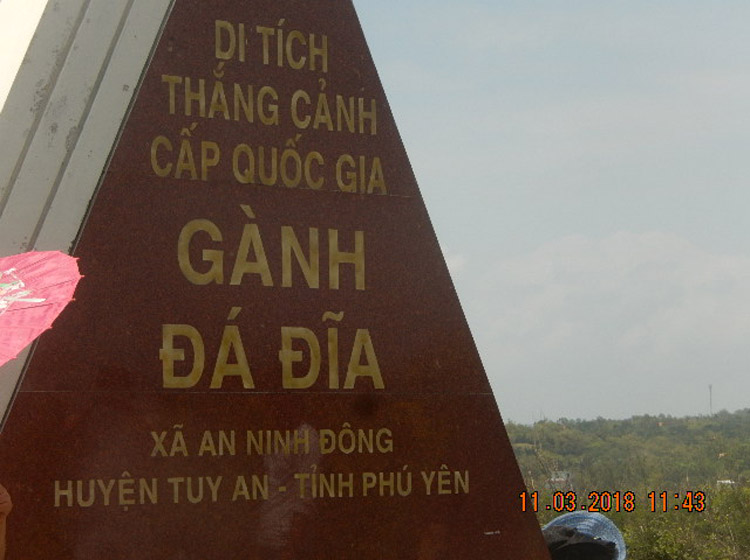 DI TÍCH
THẮNG CẢNH
CẤP QUỐC GIA
GÀNH
ĐÁ ĐĨA
XÃ AN NINH ĐÔNG
HUYỆN TUY AN - TỈNH PHÚ YÊN
11.03.2018 11:43